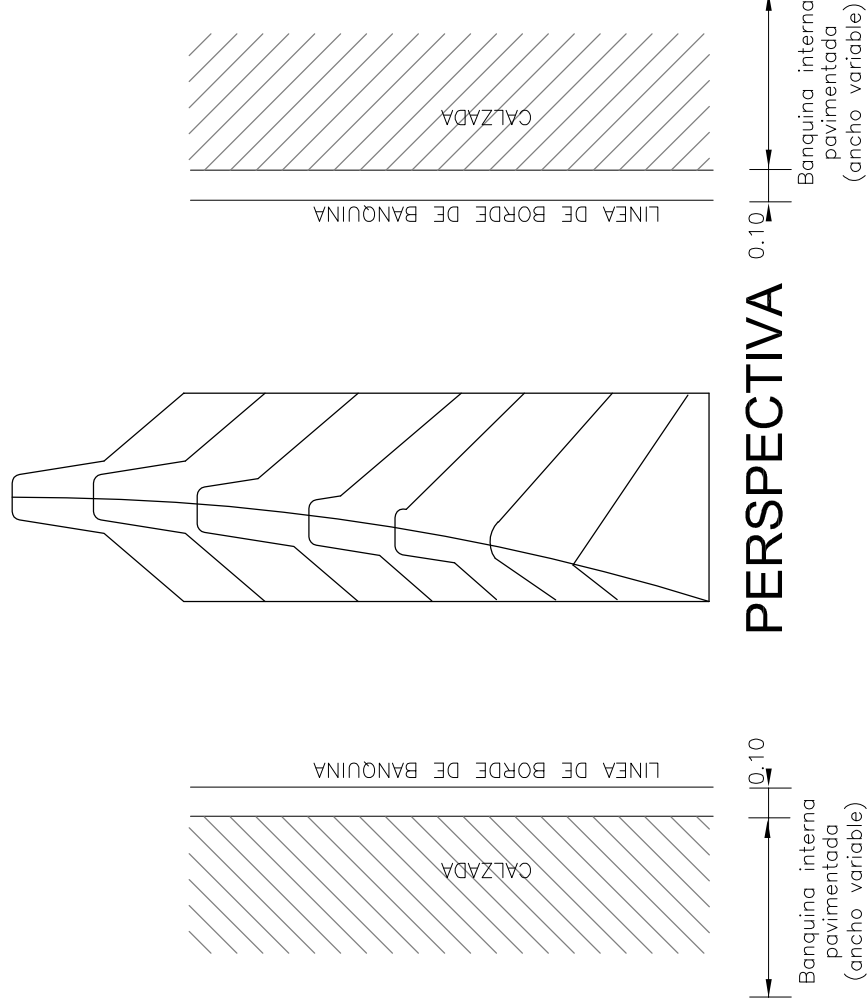 CALZADA
LINEA DE BORDE DE BANQUINA
Banquina interna
pavimentada
(ancho variable)
0.10
PERSPECTIVA
LINEA DE BORDE DE BANQUINA
0.10
CALZADA
Banquina interna
pavimentada
(ancho variable)